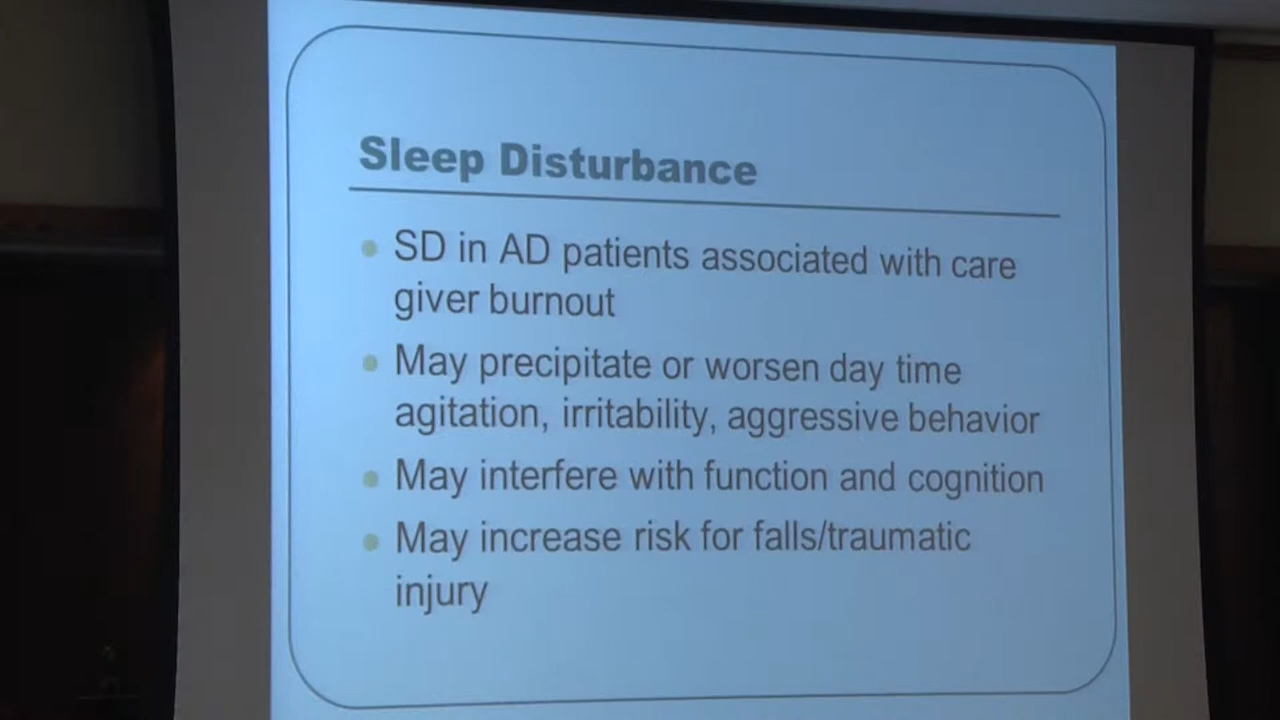 Sleep Disturbance
SD in AD patients associated with care
giver burnout
May precipitate or worsen day time
agitation, irritability, aggressive behavior
May interfere with function and cognition
May increase risk for falls/traumatic
injury